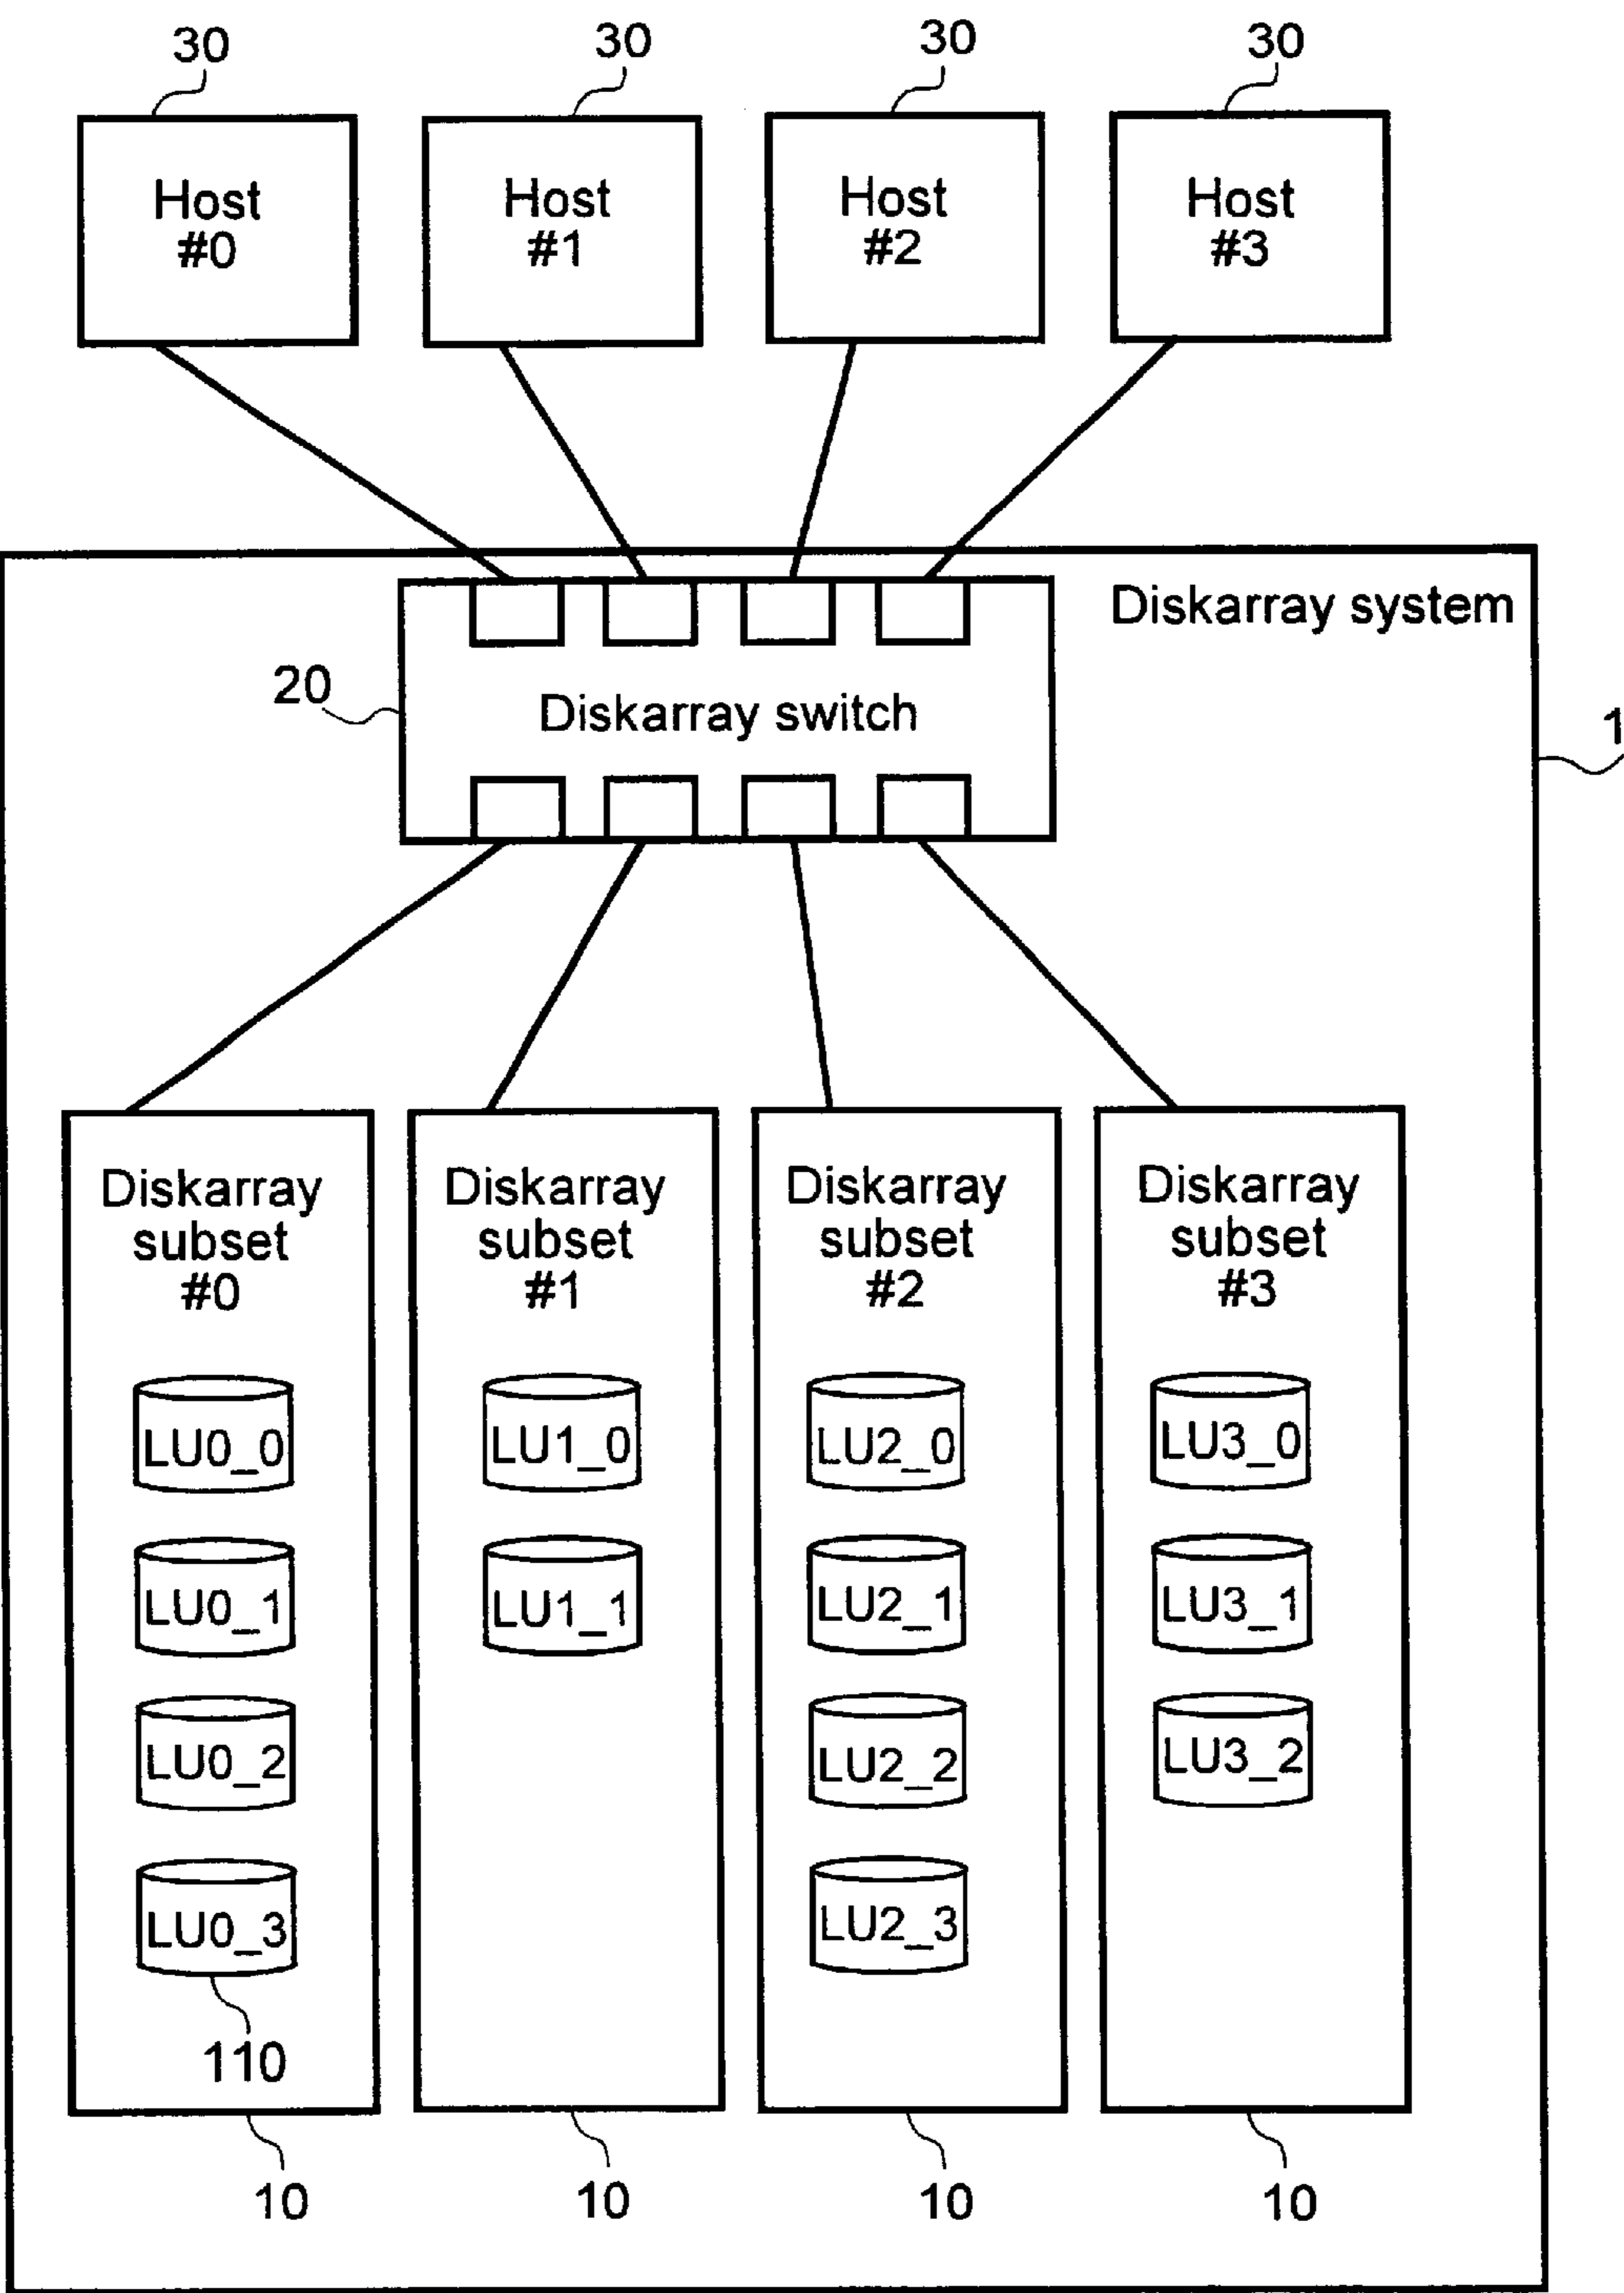 30
30
30
30
Host
#0
Host
#1
Host
#2
Host
#3
Diskarray system
20
Diskarray switch
1
Diskarray
subset
#0
Diskarray
subset
#1
Diskarray
subset
#2
Diskarray
subset
#3
LU0_0
LU1_0
LU2_0
LU3_0
LU0_1
LU1_1
LU2_1
LU3_1
LU0_2
LU2_2
LU3_2
LU0_3
LU2_3
110
10
10
10
10